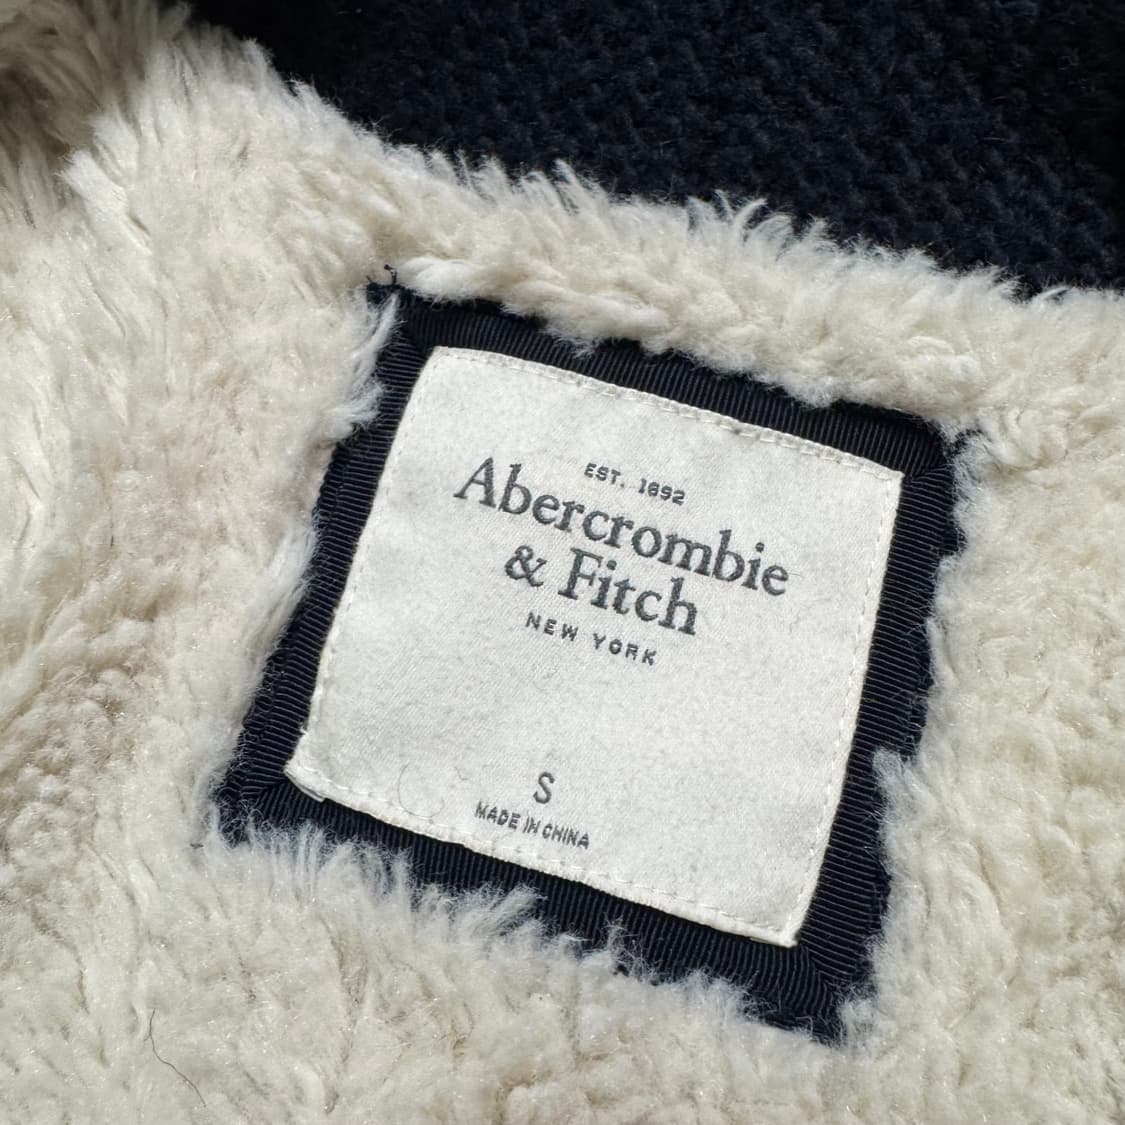 EST. 1892
Abercrombie
& Fitch
NEW YORK
S
MADE IN CHINA